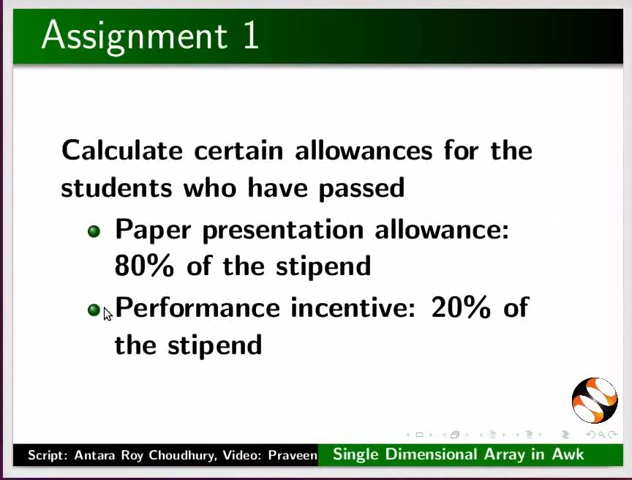 Assignment 1
Calculate certain allowances for the
students who have passed
Paper presentation allowance:
80% of the stipend
Performance incentive: 20% of
the stipend
Script: Antara Roy Choudhury, Video: Praveen
Single Dimensional Array in Awk